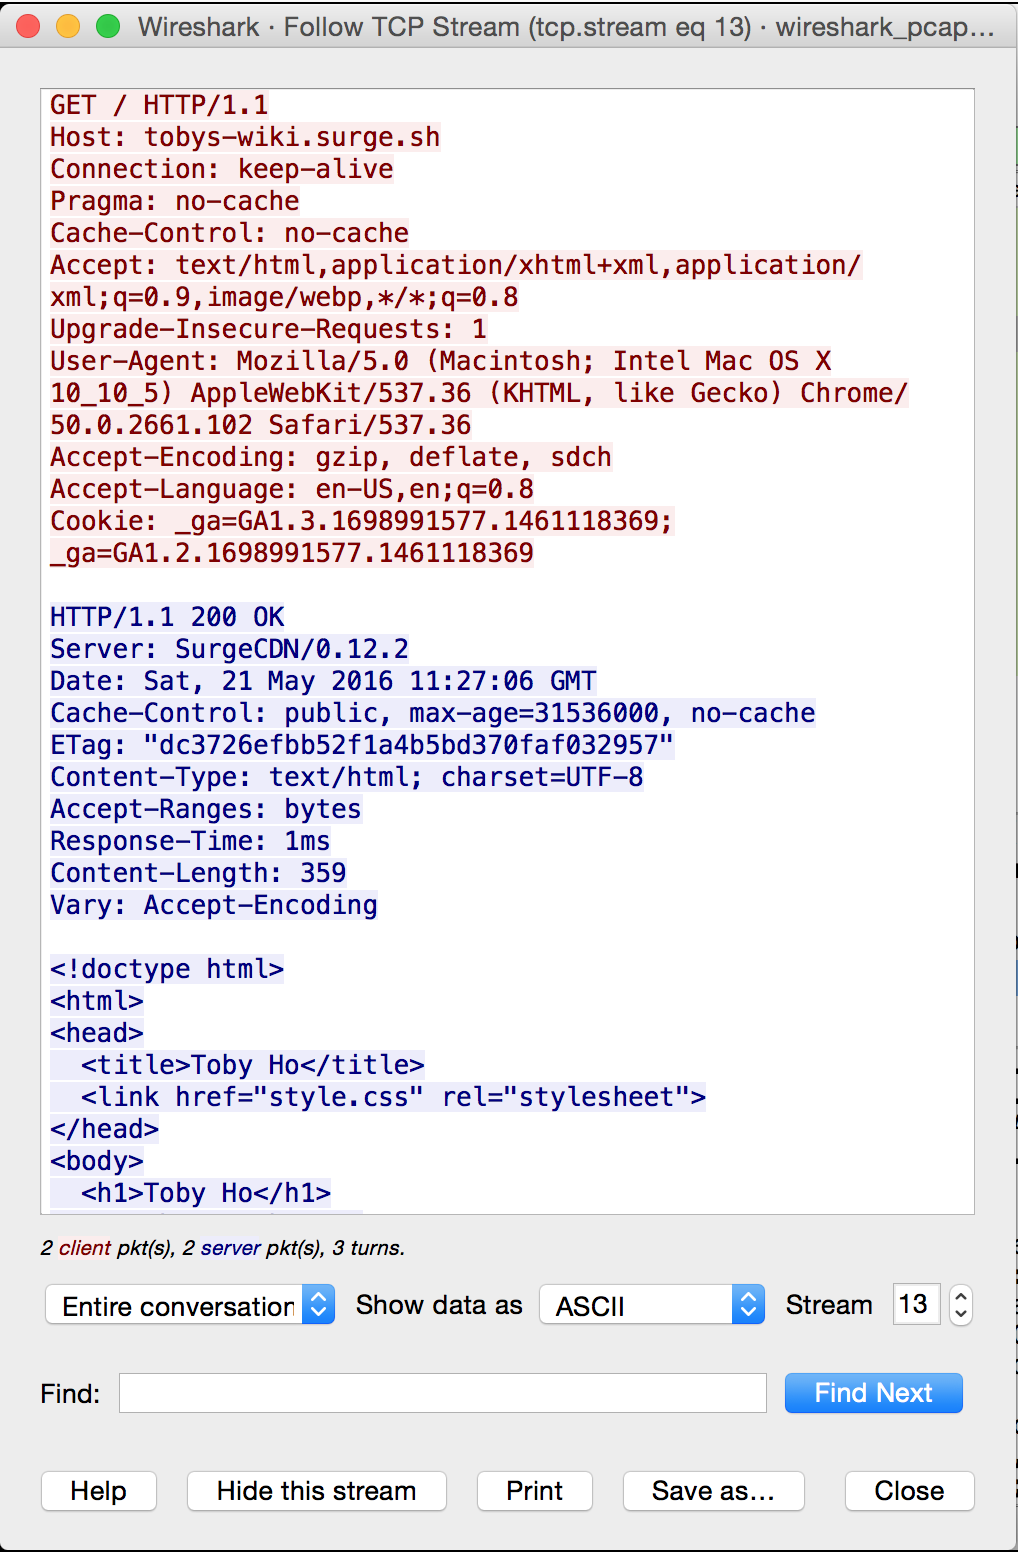 Wireshark · Follow TCP Stream (tcp.stream eq 13) · wireshark_pcap...
GET / HTTP/1.1
Host: tobys-wiki.surge.sh
Connection: keep-alive
Pragma: no-cache
Cache-Control: no-cache
Accept: text/html,application/xhtml+xml,application/
xml;q=0.9,image/webp,*/*;q=0.8
Upgrade-Insecure-Requests: 1
User-Agent: Mozilla/5.0 (Macintosh; Intel Mac OS X
10_10_5) AppleWebKit/537.36 (KHTML, like Gecko) Chrome/
50.0.2661.102 Safari/537.36
Accept-Encoding: gzip, deflate, sdch
Accept-Language: en-US,en;q=0.8
Cookie: _ga=GA1.3.1698991577.1461118369;
_ga=GA1.2.1698991577.1461118369
HTTP/1.1 200 OK
Server: SurgeCDN/0.12.2
Date: Sat, 21 May 2016 11:27:06 GMT
Cache-Control: public, max-age=31536000, no-cache
ETag: "dc3726efbb52f1a4b5bd370faf032957"
Content-Type: text/html; charset=UTF-8
Accept-Ranges: bytes
Response-Time: 1ms
Content-Length: 359
Vary: Accept-Encoding
<!doctype html>
<html>
<head>
  <title>Toby Ho</title>
  <link href="style.css" rel="stylesheet">
</head>
<body>
  <h1>Toby Ho</h1>
2 client pkt(s), 2 server pkt(s), 3 turns.
Entire conversation Show data as ASCII Stream 13
Find: Find Next
Help Hide this stream Print Save as... Close